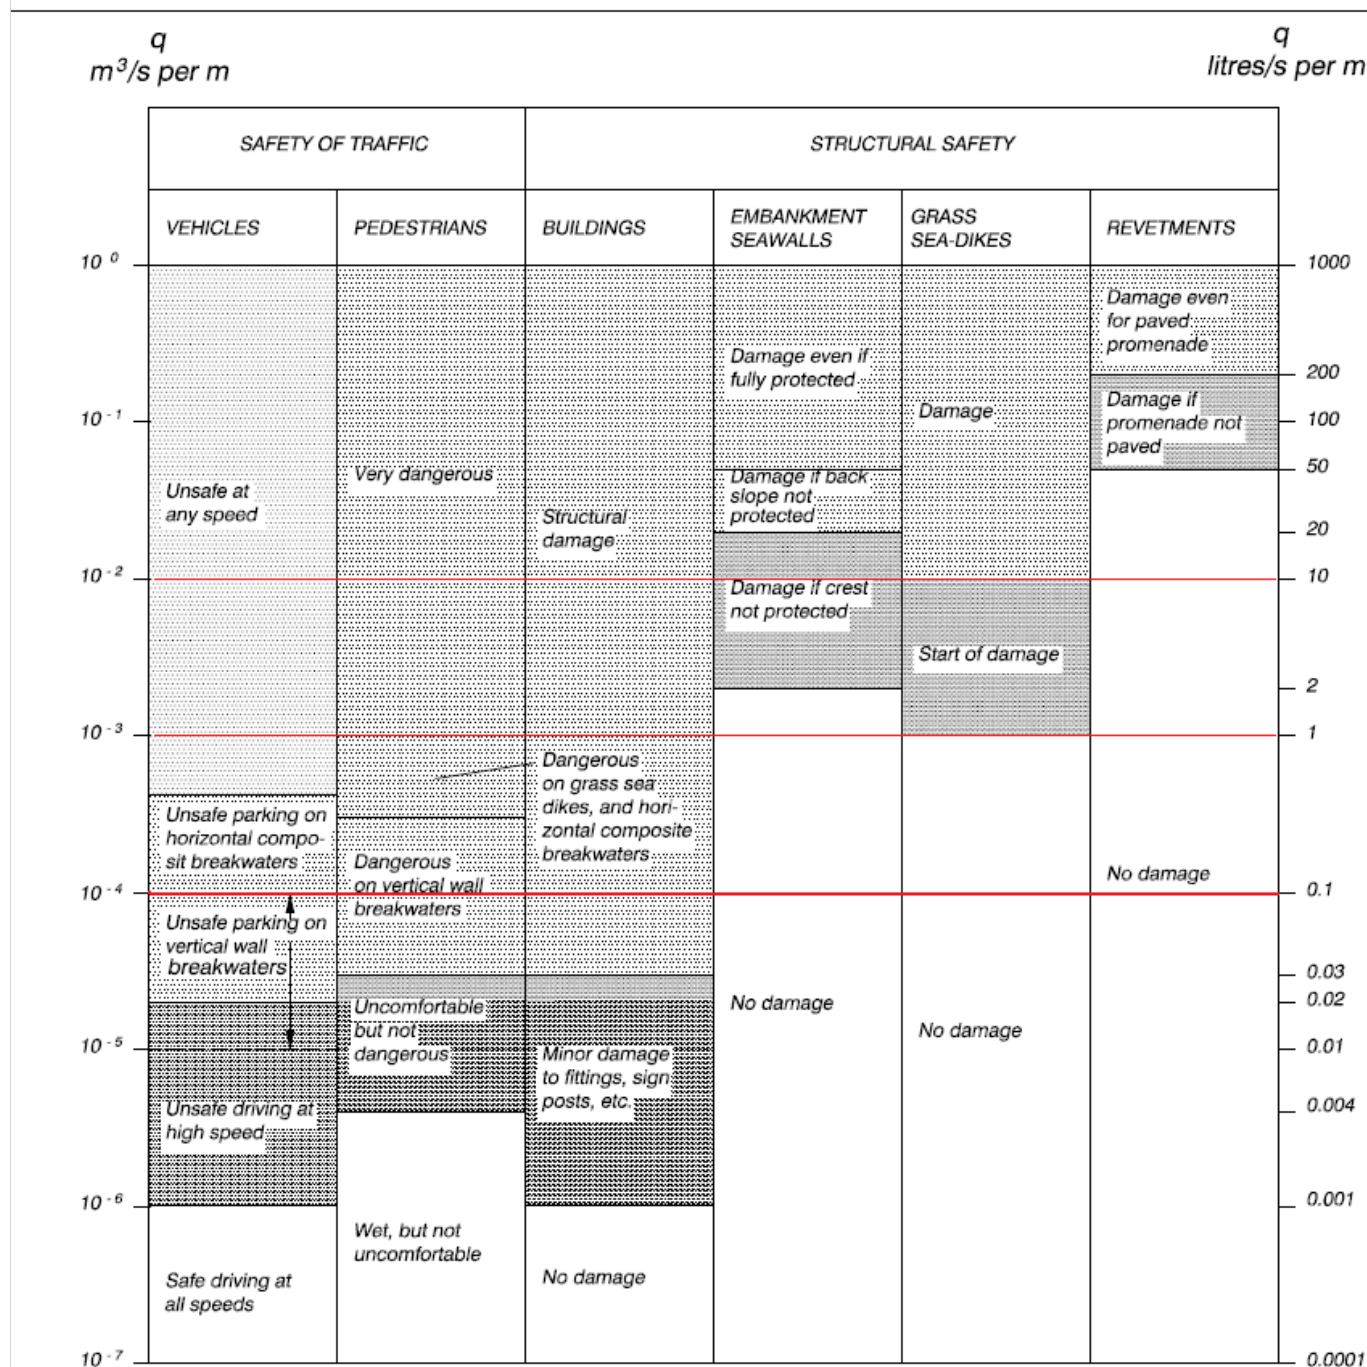 q
m³/s per m
q
litres/s per m
SAFETY OF TRAFFIC
STRUCTURAL SAFETY
VEHICLES
PEDESTRIANS
BUILDINGS
EMBANKMENT
SEAWALLS
GRASS
SEA-DIKES
REVETMENTS
10 ⁰
10 ⁻¹
10 ⁻²
10 ⁻³
10 ⁻⁴
10 ⁻⁵
10 ⁻⁶
10 ⁻⁷
Unsafe at
any speed
Unsafe parking on
horizontal compo-
sit breakwaters
Unsafe parking on
vertical wall
breakwaters
Unsafe driving at
high speed
Safe driving at
all speeds
Very dangerous
Dangerous
on vertical wall
breakwaters
Uncomfortable
but not
dangerous
Wet, but not
uncomfortable
Structural
damage
Dangerous
on grass sea
dikes, and hori-
zontal composite
breakwaters
Minor damage
to fittings, sign
posts, etc.
No damage
Damage even if
fully protected
Damage if back
slope not
protected
Damage if crest
not protected
No damage
Damage
Start of damage
No damage
Damage even
for paved
promenade
Damage if
promenade not
paved
No damage
1000
200
100
50
20
10
2
1
0.1
0.03
0.02
0.01
0.004
0.001
0.0001